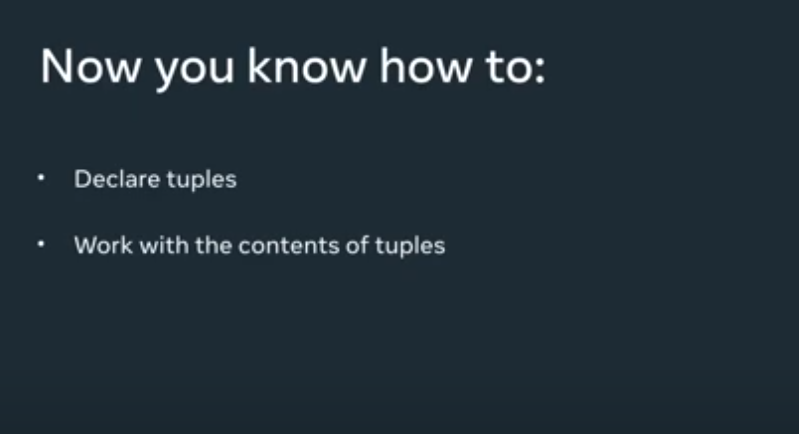 Now you know how to:
• Declare tuples
• Work with the contents of tuples